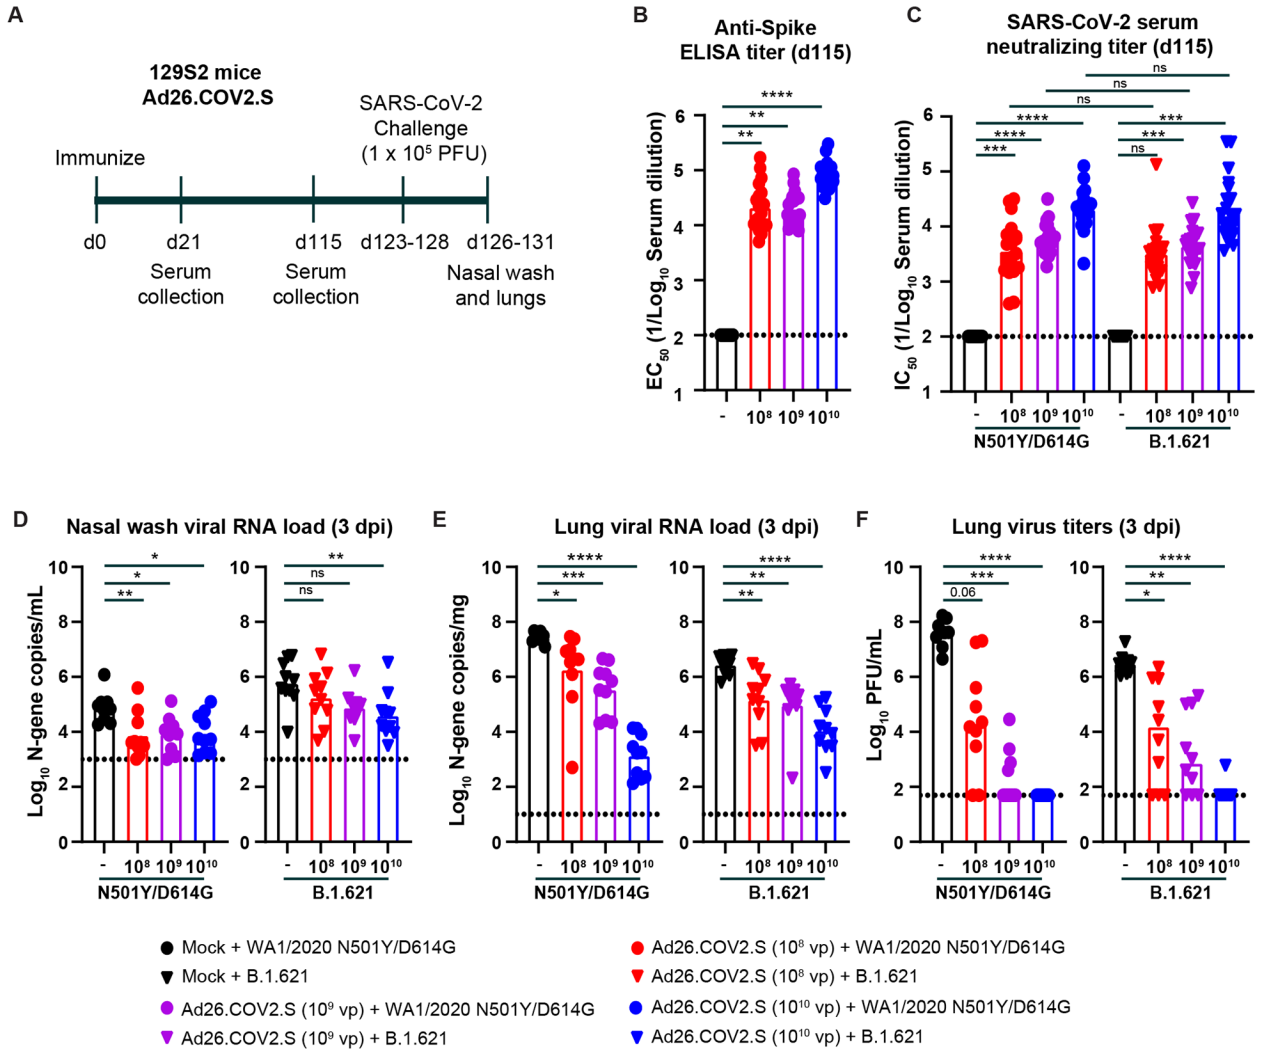 A
129S2 mice
Ad26.COV2.S
SARS-CoV-2
Challenge
(1 x 10⁵ PFU)
Immunize
d0 d21 d115 d123-128 d126-131
Serum collection
Serum collection
Nasal wash and lungs
B
Anti-Spike
ELISA titer (d115)
EC₅₀ (1/Log₁₀ Serum dilution)
6
5
4
3
2
1
****
**
**
- 10⁸ 10⁹ 10¹⁰
C
SARS-CoV-2 serum
neutralizing titer (d115)
IC₅₀ (1/Log₁₀ Serum dilution)
6
5
4
3
2
1
ns
ns
ns
**** ***
**** ***
*** ns
- 10⁸ 10⁹ 10¹⁰ - 10⁸ 10⁹ 10¹⁰
N501Y/D614G B.1.621
D
Nasal wash viral RNA load (3 dpi)
Log₁₀ N-gene copies/mL
10
8
6
4
2
0
*
*
**
- 10⁸ 10⁹ 10¹⁰
N501Y/D614G
10
8
6
4
2
0
**
ns
ns
- 10⁸ 10⁹ 10¹⁰
B.1.621
E
Lung viral RNA load (3 dpi)
Log₁₀ N-gene copies/mg
10
8
6
4
2
0
****
***
*
- 10⁸ 10⁹ 10¹⁰
N501Y/D614G
10
8
6
4
2
0
****
**
**
- 10⁸ 10⁹ 10¹⁰
B.1.621
F
Lung virus titers (3 dpi)
Log₁₀ PFU/mL
10
8
6
4
2
0
****
***
0.06
- 10⁸ 10⁹ 10¹⁰
N501Y/D614G
10
8
6
4
2
0
****
**
*
- 10⁸ 10⁹ 10¹⁰
B.1.621
Mock + WA1/2020 N501Y/D614G
Mock + B.1.621
Ad26.COV2.S (10⁹ vp) + WA1/2020 N501Y/D614G
Ad26.COV2.S (10⁹ vp) + B.1.621
Ad26.COV2.S (10⁸ vp) + WA1/2020 N501Y/D614G
Ad26.COV2.S (10⁸ vp) + B.1.621
Ad26.COV2.S (10¹⁰ vp) + WA1/2020 N501Y/D614G
Ad26.COV2.S (10¹⁰ vp) + B.1.621